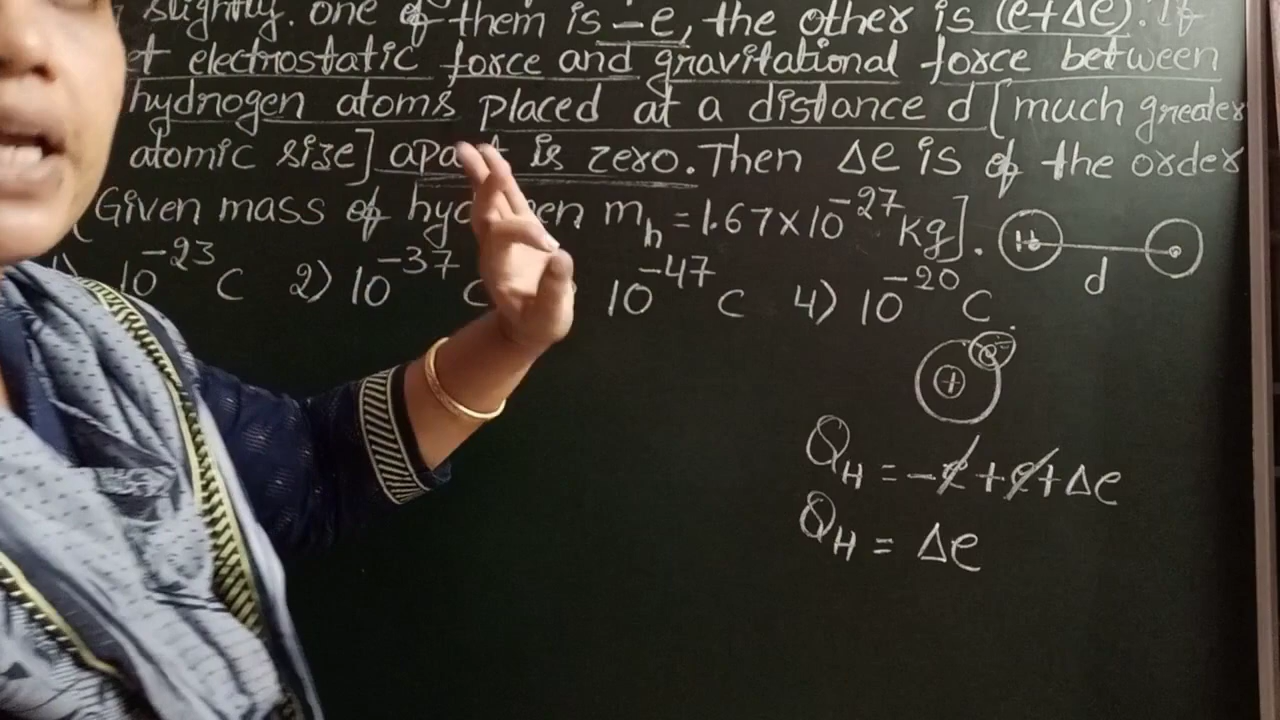 slightly. one of them is -e, the other is (e+Δe). If
electrostatic force and gravitational force between
hydrogen atoms placed at a distance d [much greater
atomic size] apart is zero. Then Δe is of the order
(Given mass of hydrogen m_h = 1.67×10^-27 kg].
1) 10^-23 C 2) 10^-37 C 10^-47 C 4) 10^-20 C
d
+
Q_H = -e + e + Δe
Q_H = Δe